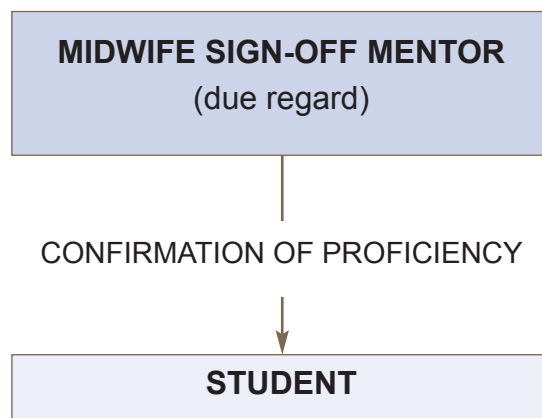 MIDWIFE SIGN-OFF MENTOR
(due regard)
CONFIRMATION OF PROFICIENCY
STUDENT